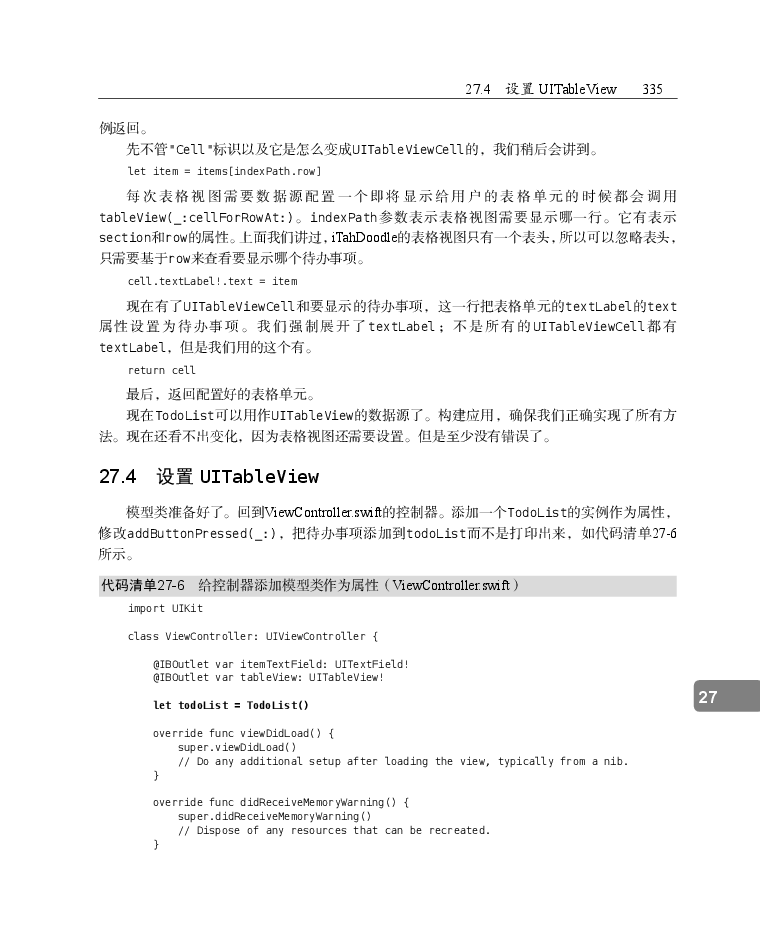 27.4 设置 UITableView 335
例返回。
先不管"Cell"标识以及它是怎么变成UITableViewCell的，我们稍后会讲到。
let item = items[indexPath.row]
每次表格视图需要数据源配置一个即将显示给用户的表格单元的时候都会调用
tableView(_:cellForRowAt:)。indexPath参数表示表格视图需要显示哪一行。它有表示
section和row的属性。上面我们讲过，iTahDoodle的表格视图只有一个表头，所以可以忽略表头，
只需要基于row来查看要显示哪个待办事项。
cell.textLabel!.text = item
现在有了UITableViewCell和要显示的待办事项，这一行把表格单元的textLabel的text
属性设置为待办事项。我们强制展开了textLabel；不是所有的UITableViewCell都有
textLabel，但是我们用的这个有。
return cell
最后，返回配置好的表格单元。
现在TodoList可以用作UITableView的数据源了。构建应用，确保我们正确实现了所有方
法。现在还看不出变化，因为表格视图还需要设置。但是至少没有错误了。
27.4 设置 UITableView
模型类准备好了。回到ViewController.swift的控制器。添加一个TodoList的实例作为属性，
修改addButtonPressed(_:)，把待办事项添加到todoList而不是打印出来，如代码清单27-6
所示。
代码清单27-6 给控制器添加模型类作为属性（ViewController.swift）
import UIKit
class ViewController: UIViewController {
@IBOutlet var itemTextField: UITextField!
@IBOutlet var tableView: UITableView!
let todoList = TodoList()
override func viewDidLoad() {
super.viewDidLoad()
// Do any additional setup after loading the view, typically from a nib.
}
override func didReceiveMemoryWarning() {
super.didReceiveMemoryWarning()
// Dispose of any resources that can be recreated.
}
27